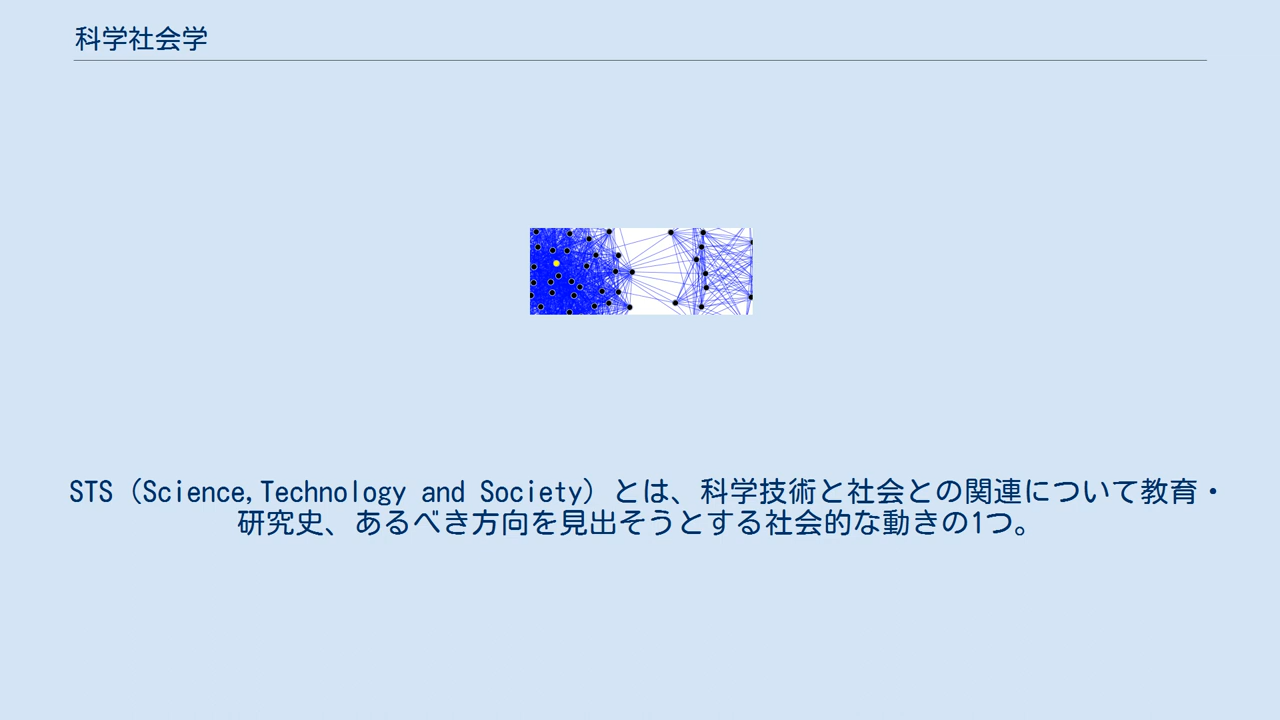 科学社会学
STS（Science,Technology and Society）とは、科学技術と社会との関連について教育・
研究史、あるべき方向を見出そうとする社会的な動きの1つ。